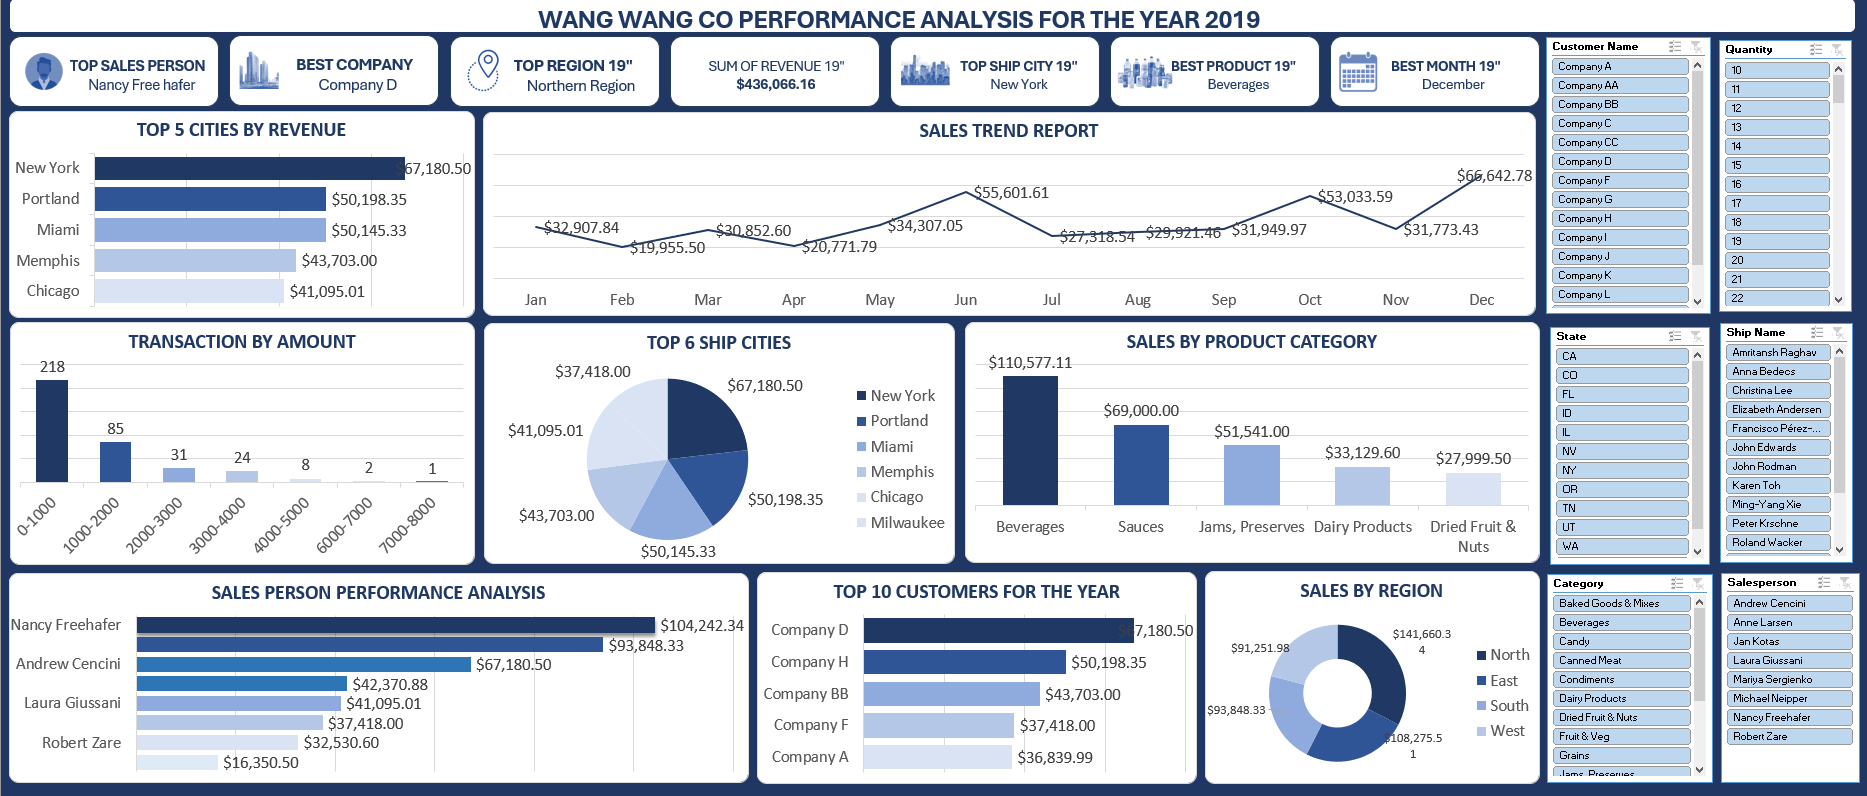 WANG WANG CO PERFORMANCE ANALYSIS FOR THE YEAR 2019
TOP SALES PERSON
Nancy Free hafer
BEST COMPANY
Company D
TOP REGION 19"
Northern Region
SUM OF REVENUE 19"
$436,066.16
TOP SHIP CITY 19"
New York
BEST PRODUCT 19"
Beverages
BEST MONTH 19"
December
TOP 5 CITIES BY REVENUE
New York
$67,180.50
Portland
$50,198.35
Miami
$50,145.33
Memphis
$43,703.00
Chicago
$41,095.01
SALES TREND REPORT
$32,907.84
$19,955.50
$30,852.60
$20,771.79
$34,307.05
$55,601.61
$27,318.54
$29,921.46
$31,949.97
$53,033.59
$31,773.43
$66,642.78
Jan Feb Mar Apr May Jun Jul Aug Sep Oct Nov Dec
TRANSACTION BY AMOUNT
218
85
31
24
8
2
1
0-1000
1000-2000
2000-3000
3000-4000
4000-5000
6000-7000
7000-8000
TOP 6 SHIP CITIES
$67,180.50
$50,198.35
$50,145.33
$43,703.00
$41,095.01
$37,418.00
New York
Portland
Miami
Memphis
Chicago
Milwaukee
SALES BY PRODUCT CATEGORY
$110,577.11
$69,000.00
$51,541.00
$33,129.60
$27,999.50
Beverages
Sauces
Jams, Preserves
Dairy Products
Dried Fruit &
Nuts
SALES PERSON PERFORMANCE ANALYSIS
Nancy Freehafer
$104,242.34
$93,848.33
Andrew Cencini
$67,180.50
$42,370.88
Laura Giussani
$41,095.01
$37,418.00
Robert Zare
$32,530.60
$16,350.50
TOP 10 CUSTOMERS FOR THE YEAR
Company D
$67,180.50
Company H
$50,198.35
Company BB
$43,703.00
Company F
$37,418.00
Company A
$36,839.99
SALES BY REGION
$141,660.3
4
$108,275.5
1
$93,848.33
$91,251.98
North
East
South
West
Customer Name
Company A
Company AA
Company BB
Company C
Company CC
Company D
Company F
Company G
Company H
Company I
Company J
Company K
Company L
Quantity
10
11
12
13
14
15
16
17
18
19
20
21
22
State
CA
CO
FL
ID
IL
NV
NY
OR
TN
UT
WA
Ship Name
Amritansh Raghav
Anna Bedecs
Christina Lee
Elizabeth Andersen
Francisco Pérez-...
John Edwards
John Rodman
Karen Toh
Ming-Yang Xie
Peter Krschne
Roland Wacker
Category
Baked Goods & Mixes
Beverages
Candy
Canned Meat
Condiments
Dairy Products
Dried Fruit & Nuts
Fruit & Veg
Grains
Jams, Preserves
Salesperson
Andrew Cencini
Anne Larsen
Jan Kotas
Laura Giussani
Mariya Sergienko
Michael Neipper
Nancy Freehafer
Robert Zare